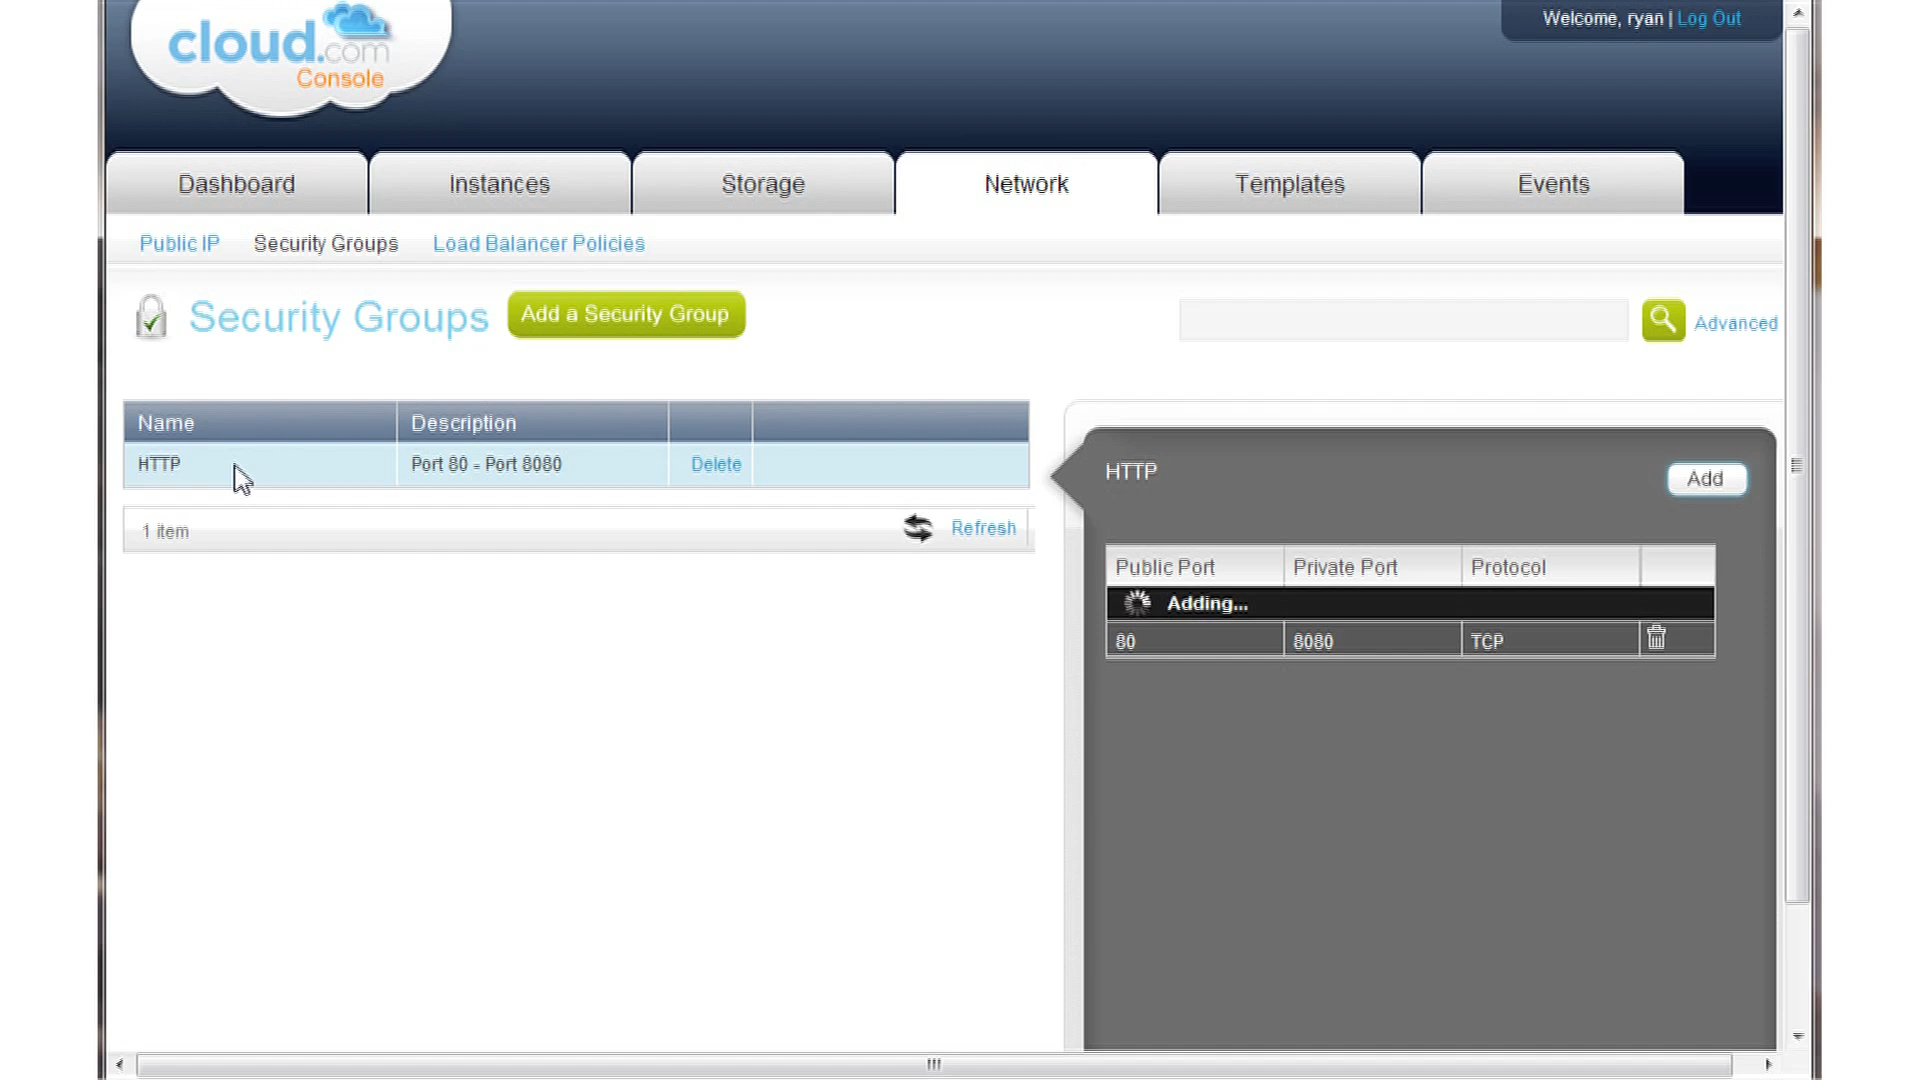 cloud.com
Console
Welcome, ryan | Log Out
Dashboard
Instances
Storage
Network
Templates
Events
Public IP
Security Groups
Load Balancer Policies
Security Groups
Add a Security Group
Advanced
Name
Description
HTTP
Port 80 - Port 8080
Delete
1 item
Refresh
HTTP
Add
Public Port
Private Port
Protocol
Adding...
80
8080
TCP